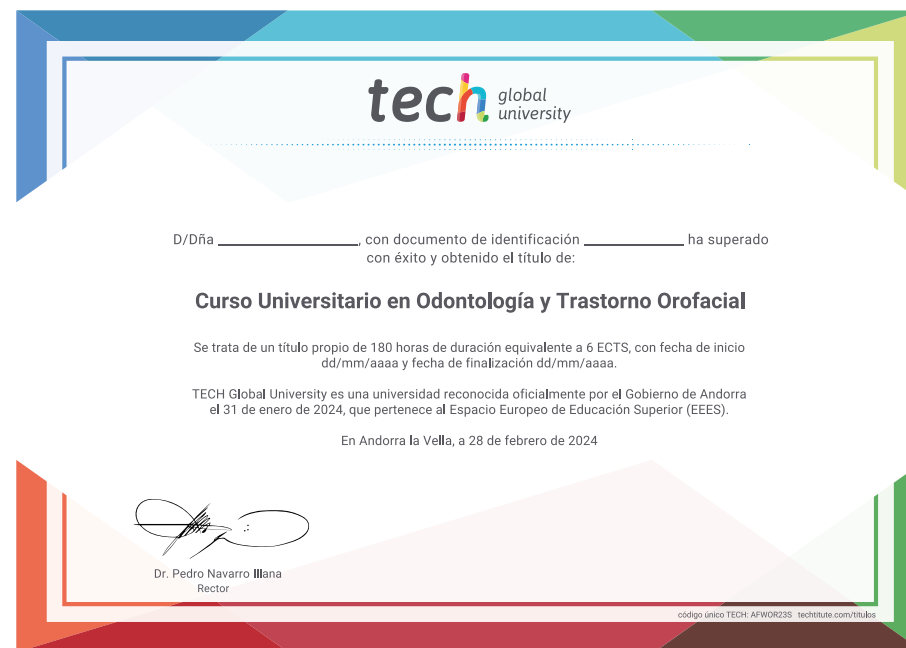 tech global university
D/Dña ______________, con documento de identificación __________ ha superado
con éxito y obtenido el título de:
Curso Universitario en Odontología y Trastorno Orofacial
Se trata de un título propio de 180 horas de duración equivalente a 6 ECTS, con fecha de inicio
dd/mm/aaaa y fecha de finalización dd/mm/aaaa.
TECH Global University es una universidad reconocida oficialmente por el Gobierno de Andorra
el 31 de enero de 2024, que pertenece al Espacio Europeo de Educación Superior (EEES).
En Andorra la Vella, a 28 de febrero de 2024
Dr. Pedro Navarro Illana
Rector
código único TECH: AFWOR23S techtitute.com/titulos